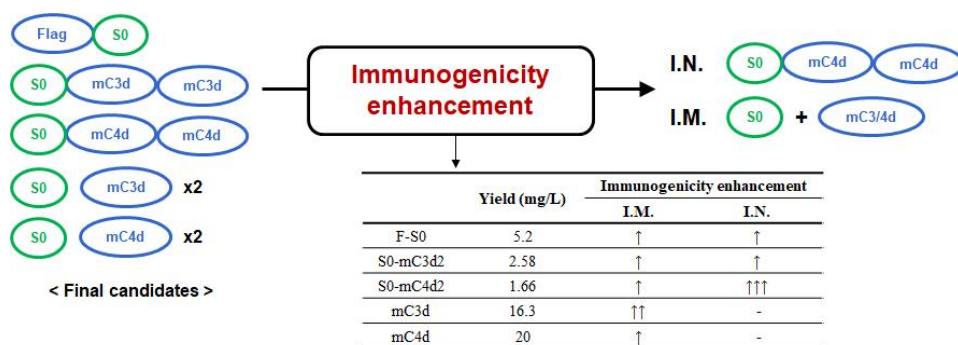 Flag S0
S0 mC3d mC3d
S0 mC4d mC4d
S0 mC3d x2
S0 mC4d x2
< Final candidates >
Immunogenicity
enhancement
I.N. S0 mC4d mC4d
I.M. S0 + mC3/4d
Yield (mg/L) Immunogenicity enhancement
I.M. I.N.
F-S0 5.2 ↑ ↑
S0-mC3d2 2.58 ↑ ↑
S0-mC4d2 1.66 ↑ ↑↑↑
mC3d 16.3 ↑↑ -
mC4d 20 ↑ -